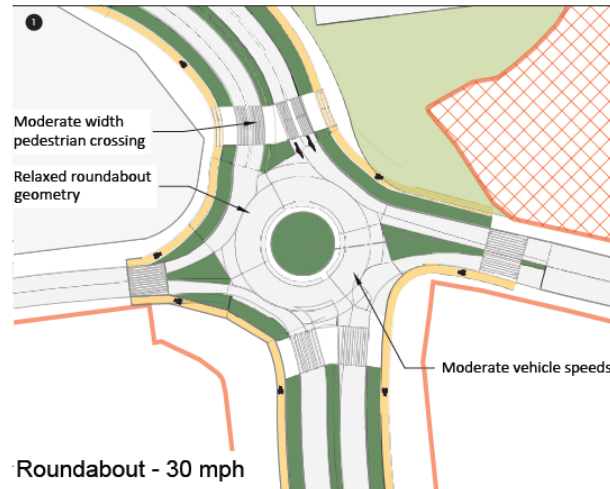 1
Moderate width
pedestrian crossing
Relaxed roundabout
geometry
Moderate vehicle speeds
Roundabout - 30 mph